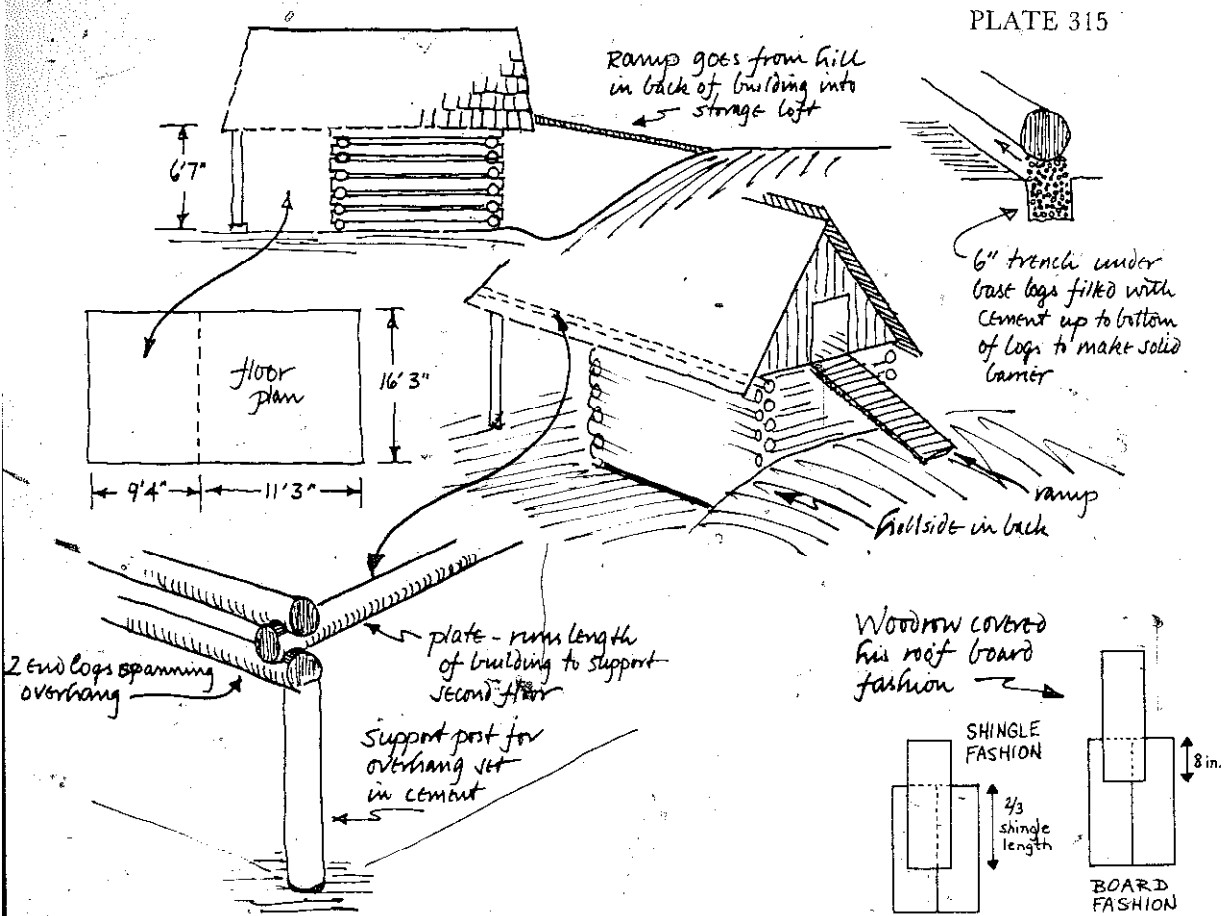 PLATE 315
Ramp goes from hill
in back of building into
storage loft
6'7"
6" trench under
base logs filled with
cement up to bottom
of logs to make solid
barrier
floor
plan
16'3"
9'4"
11'3"
ramp
hillside in back
plate - runs length
of building to support
second floor
2 end logs spanning
overhang
support post for
overhang set
in cement
Woodrow covered
his roof board
fashion
SHINGLE
FASHION
2/3
shingle
length
8 in.
BOARD
FASHION